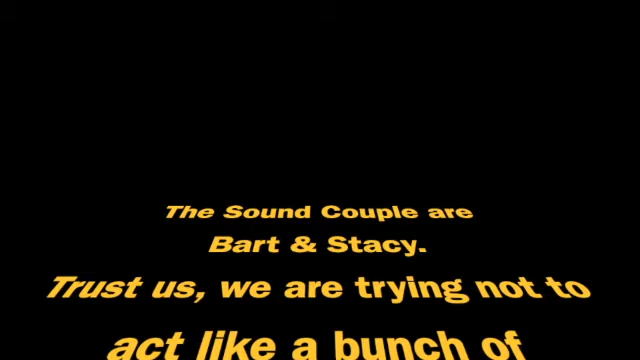 The Sound Couple are
Bart & Stacy.
Trust us, we are trying not to
act like a bunch of